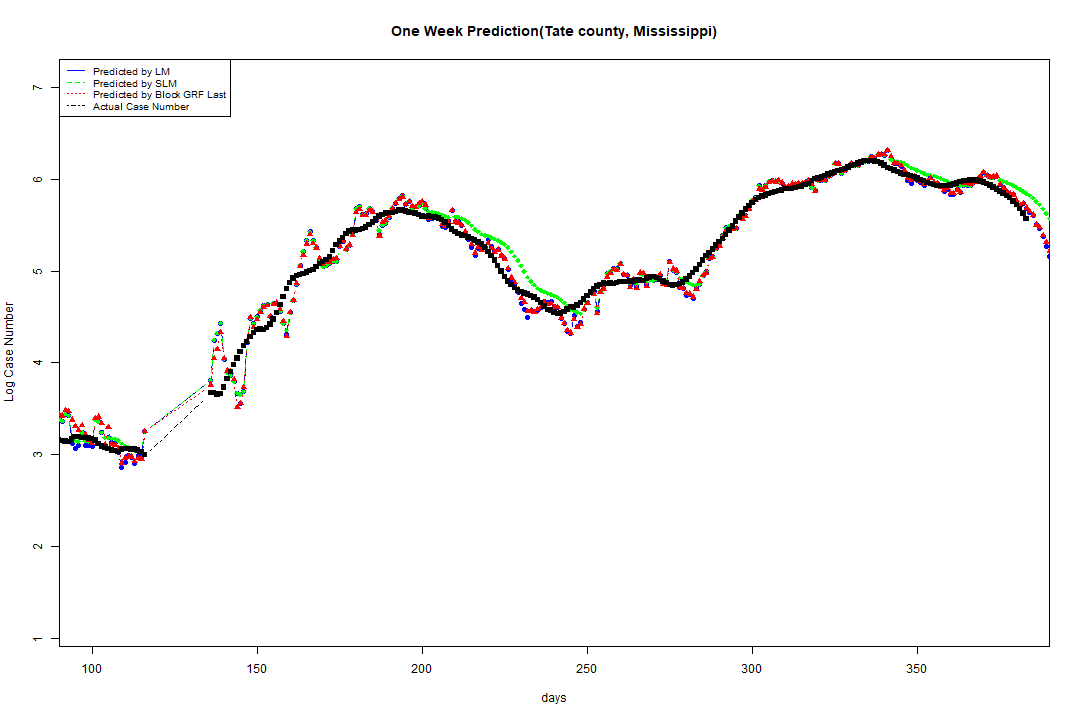 One Week Prediction(Tate county, Mississippi)
Predicted by LM
Predicted by SLM
Predicted by Block GRF Last
Actual Case Number
7
6
5
4
3
2
1
Log Case Number
100 150 200 250 300 350
days